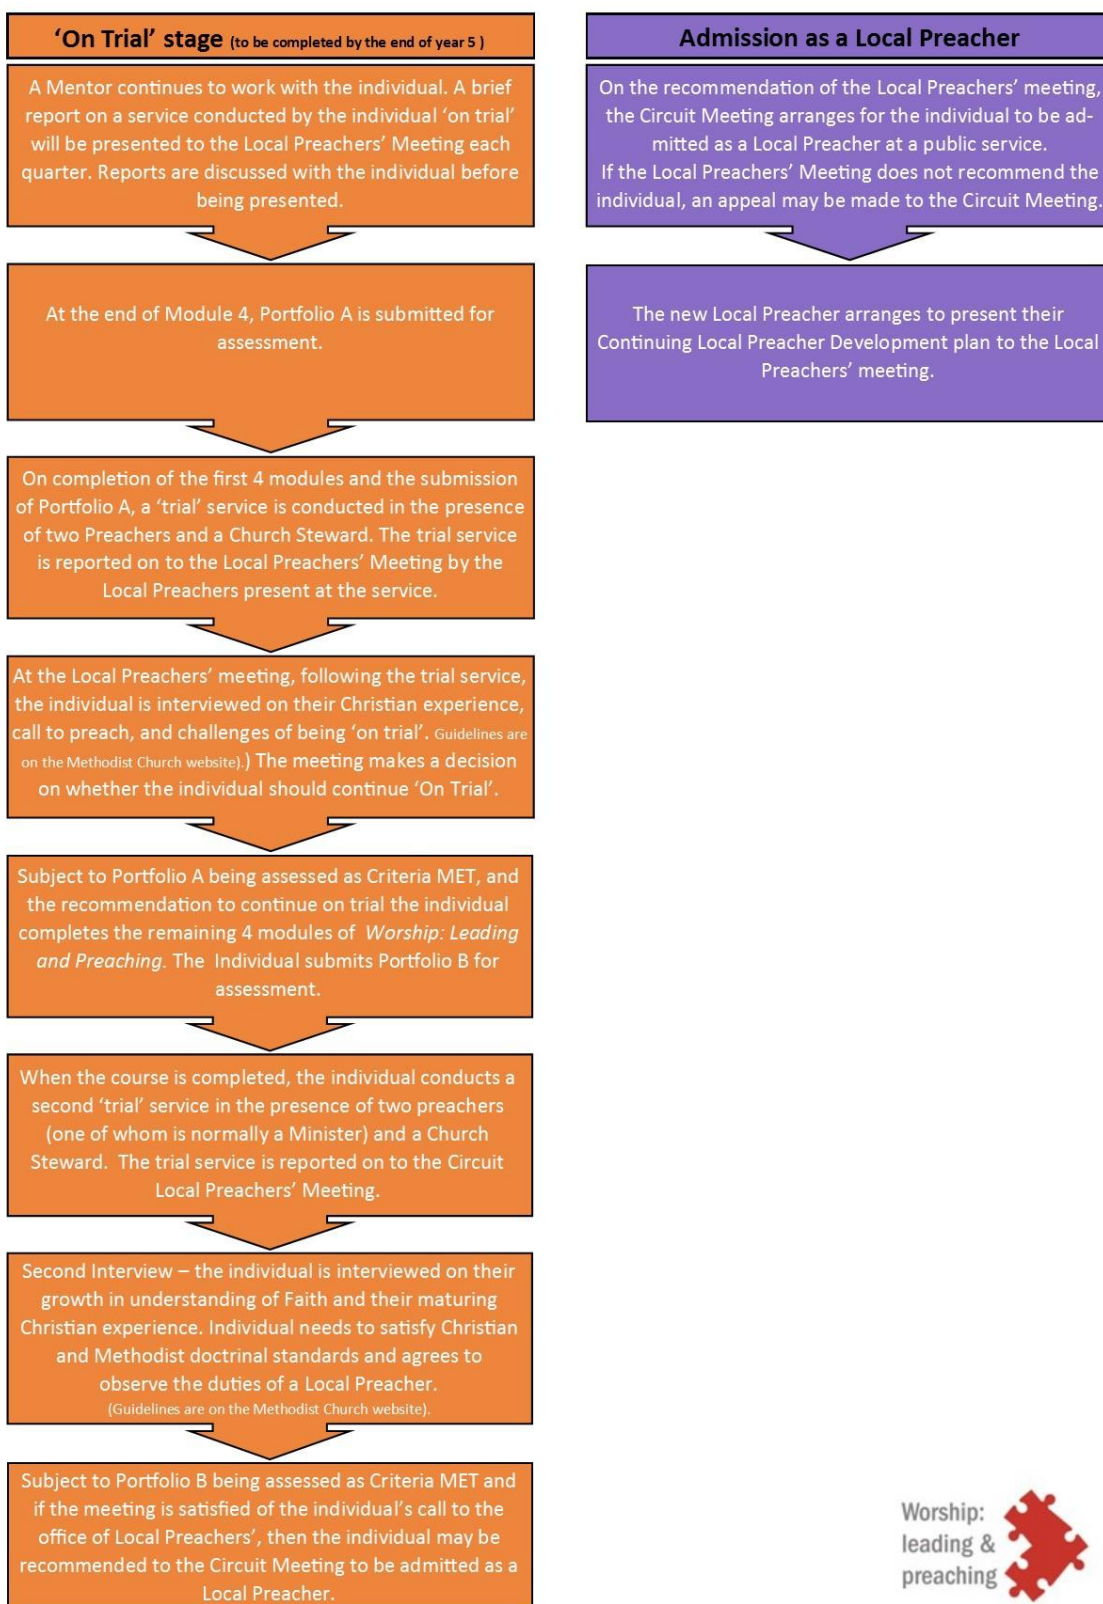 ‘On Trial’ stage (to be completed by the end of year 5 )
A Mentor continues to work with the individual. A brief
report on a service conducted by the individual ‘on trial’
will be presented to the Local Preachers’ Meeting each
quarter. Reports are discussed with the individual before
being presented.
At the end of Module 4, Portfolio A is submitted for
assessment.
On completion of the first 4 modules and the submission
of Portfolio A, a ‘trial’ service is conducted in the presence
of two Preachers and a Church Steward. The trial service
is reported on to the Local Preachers’ Meeting by the
Local Preachers present at the service.
At the Local Preachers’ meeting, following the trial service,
the individual is interviewed on their Christian experience,
call to preach, and challenges of being ‘on trial’. Guidelines are
on the Methodist Church website).) The meeting makes a decision
on whether the individual should continue ‘On Trial’.
Subject to Portfolio A being assessed as Criteria MET, and
the recommendation to continue on trial the individual
completes the remaining 4 modules of Worship: Leading
and Preaching. The Individual submits Portfolio B for
assessment.
When the course is completed, the individual conducts a
second ‘trial’ service in the presence of two preachers
(one of whom is normally a Minister) and a Church
Steward. The trial service is reported on to the Circuit
Local Preachers’ Meeting.
Second Interview – the individual is interviewed on their
growth in understanding of Faith and their maturing
Christian experience. Individual needs to satisfy Christian
and Methodist doctrinal standards and agrees to
observe the duties of a Local Preacher.
(Guidelines are on the Methodist Church website).
Subject to Portfolio B being assessed as Criteria MET and
if the meeting is satisfied of the individual’s call to the
office of Local Preachers’, then the individual may be
recommended to the Circuit Meeting to be admitted as a
Local Preacher.
Admission as a Local Preacher
On the recommendation of the Local Preachers’ meeting,
the Circuit Meeting arranges for the individual to be ad-
mitted as a Local Preacher at a public service.
If the Local Preachers’ Meeting does not recommend the
individual, an appeal may be made to the Circuit Meeting.
The new Local Preacher arranges to present their
Continuing Local Preacher Development plan to the Local
Preachers’ meeting.
Worship:
leading &
preaching